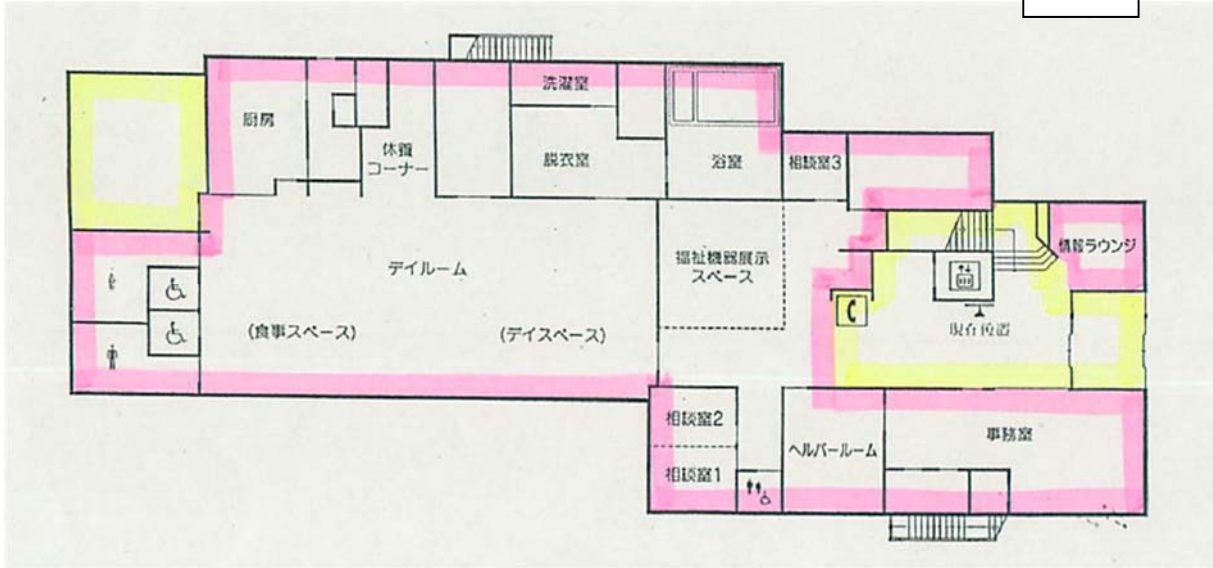 洗濯室
厨房
体養
コーナー
脱衣室
浴室
相談室3
情報ラウンジ
福祉機器展示
スペース
デイルーム
現在位置
(食事スペース)
(デイスペース)
相談室2
事務室
ヘルパールーム
相談室1